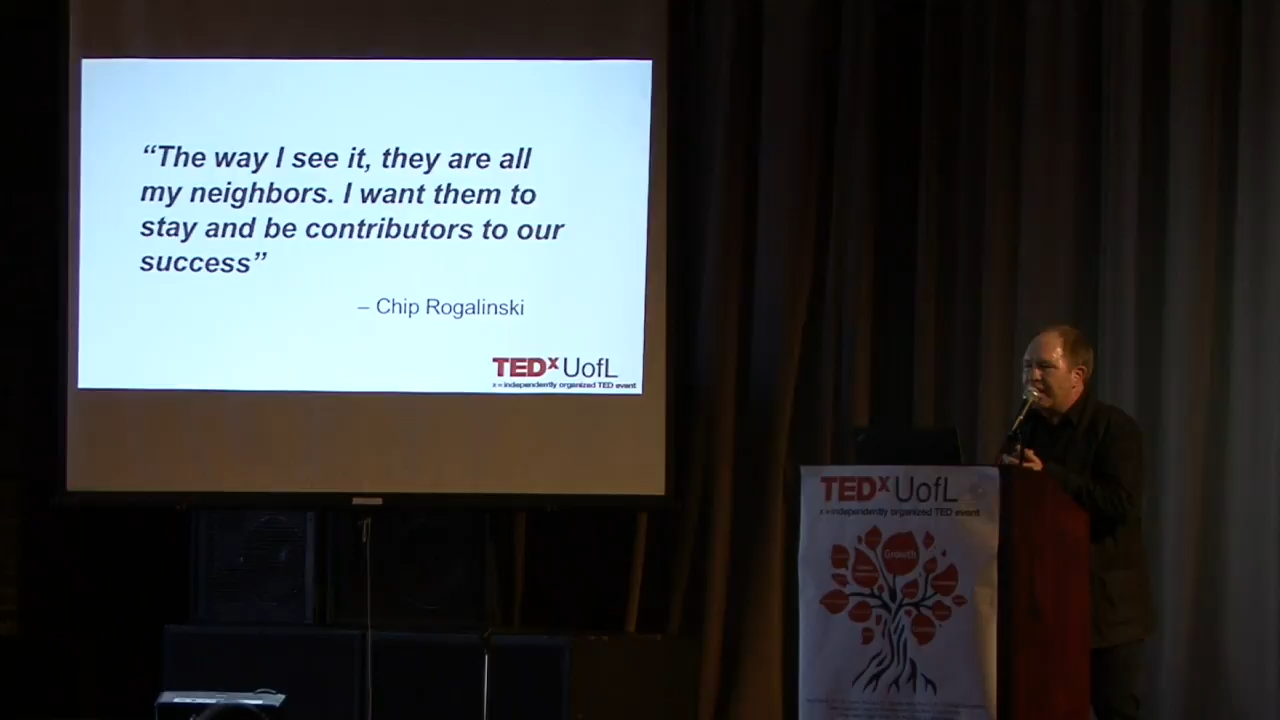 “The way I see it, they are all
my neighbors. I want them to
stay and be contributors to our
success”
– Chip Rogalinski
TEDx UofL
x = independently organized TED event
TEDx UofL
x = independently organized TED event
Growth